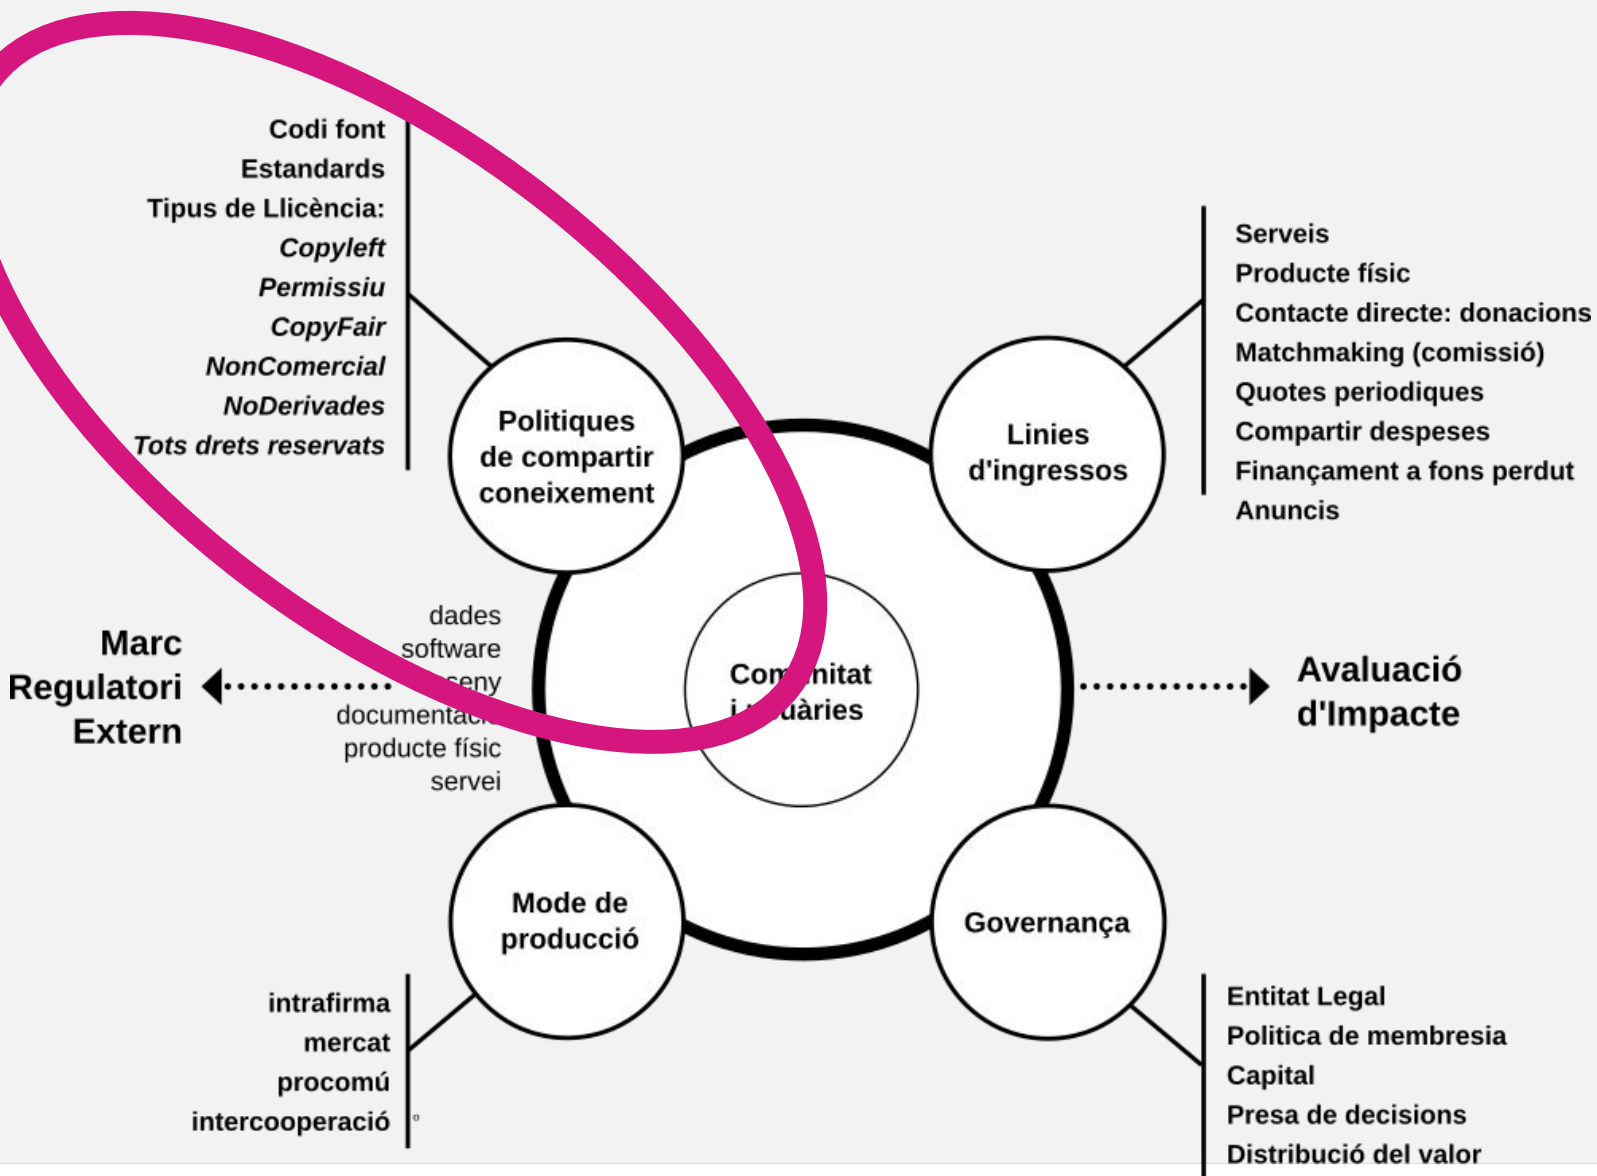 Codi font
Estandards
Tipus de Llicència:
Copyleft
Permissiu
CopyFair
NonComercial
NoDerivades
Tots drets reservats
Politiques
de compartir
coneixement
Linies
d'ingressos
Serveis
Producte físic
Contacte directe: donacions
Matchmaking (comissió)
Quotes periodiques
Compartir despeses
Finançament a fons perdut
Anuncis
Marc
Regulatori
Extern
dades
software
documentació
producte físic
servei
Comunitat
i usuàries
Avaluació
d'Impacte
Mode de
producció
intrafirma
mercat
procomú
intercooperació
Governança
Entitat Legal
Politica de membresia
Capital
Presa de decisions
Distribució del valor